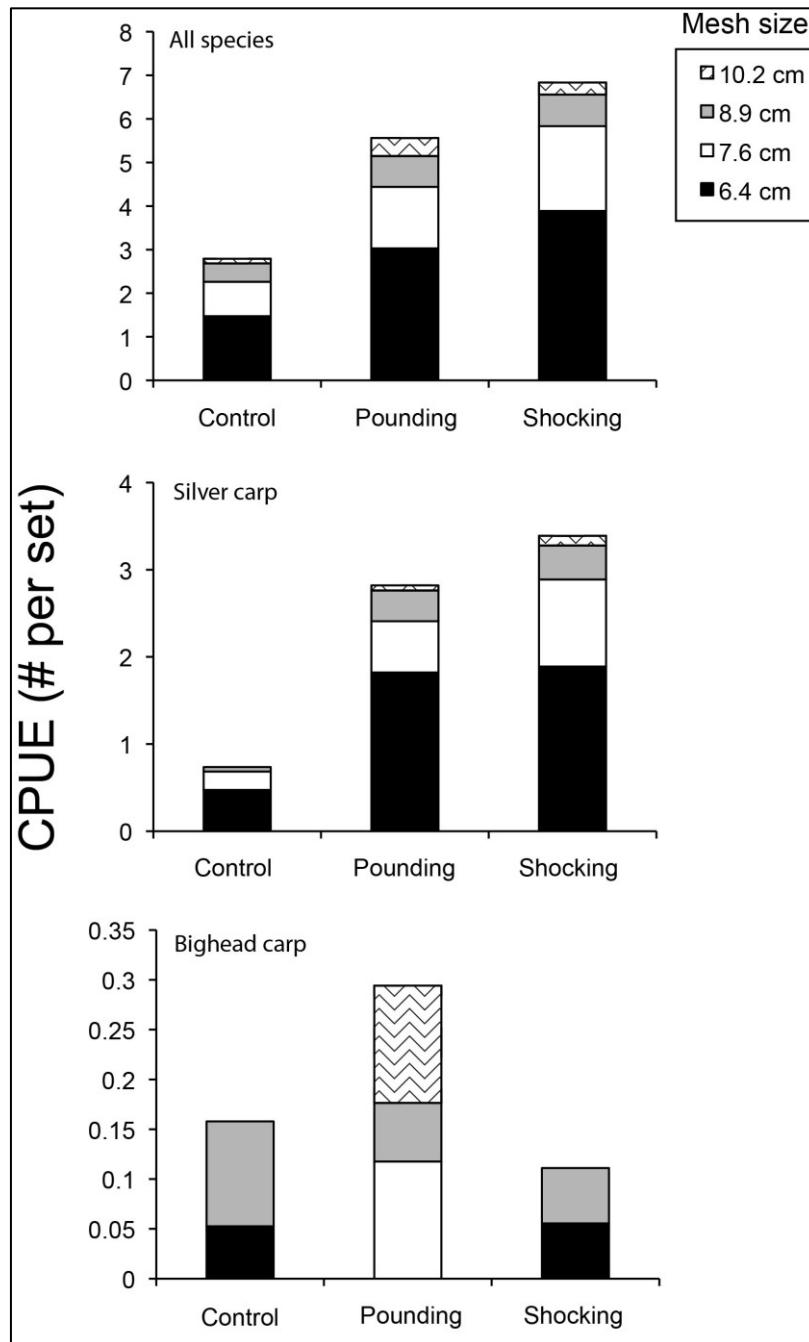 Mesh size
10.2 cm
8.9 cm
7.6 cm
6.4 cm
CPUE (# per set)
All species
8
7
6
5
4
3
2
1
0
Control Pounding Shocking
Silver carp
4
3
2
1
0
Control Pounding Shocking
Bighead carp
0.35
0.3
0.25
0.2
0.15
0.1
0.05
0
Control Pounding Shocking